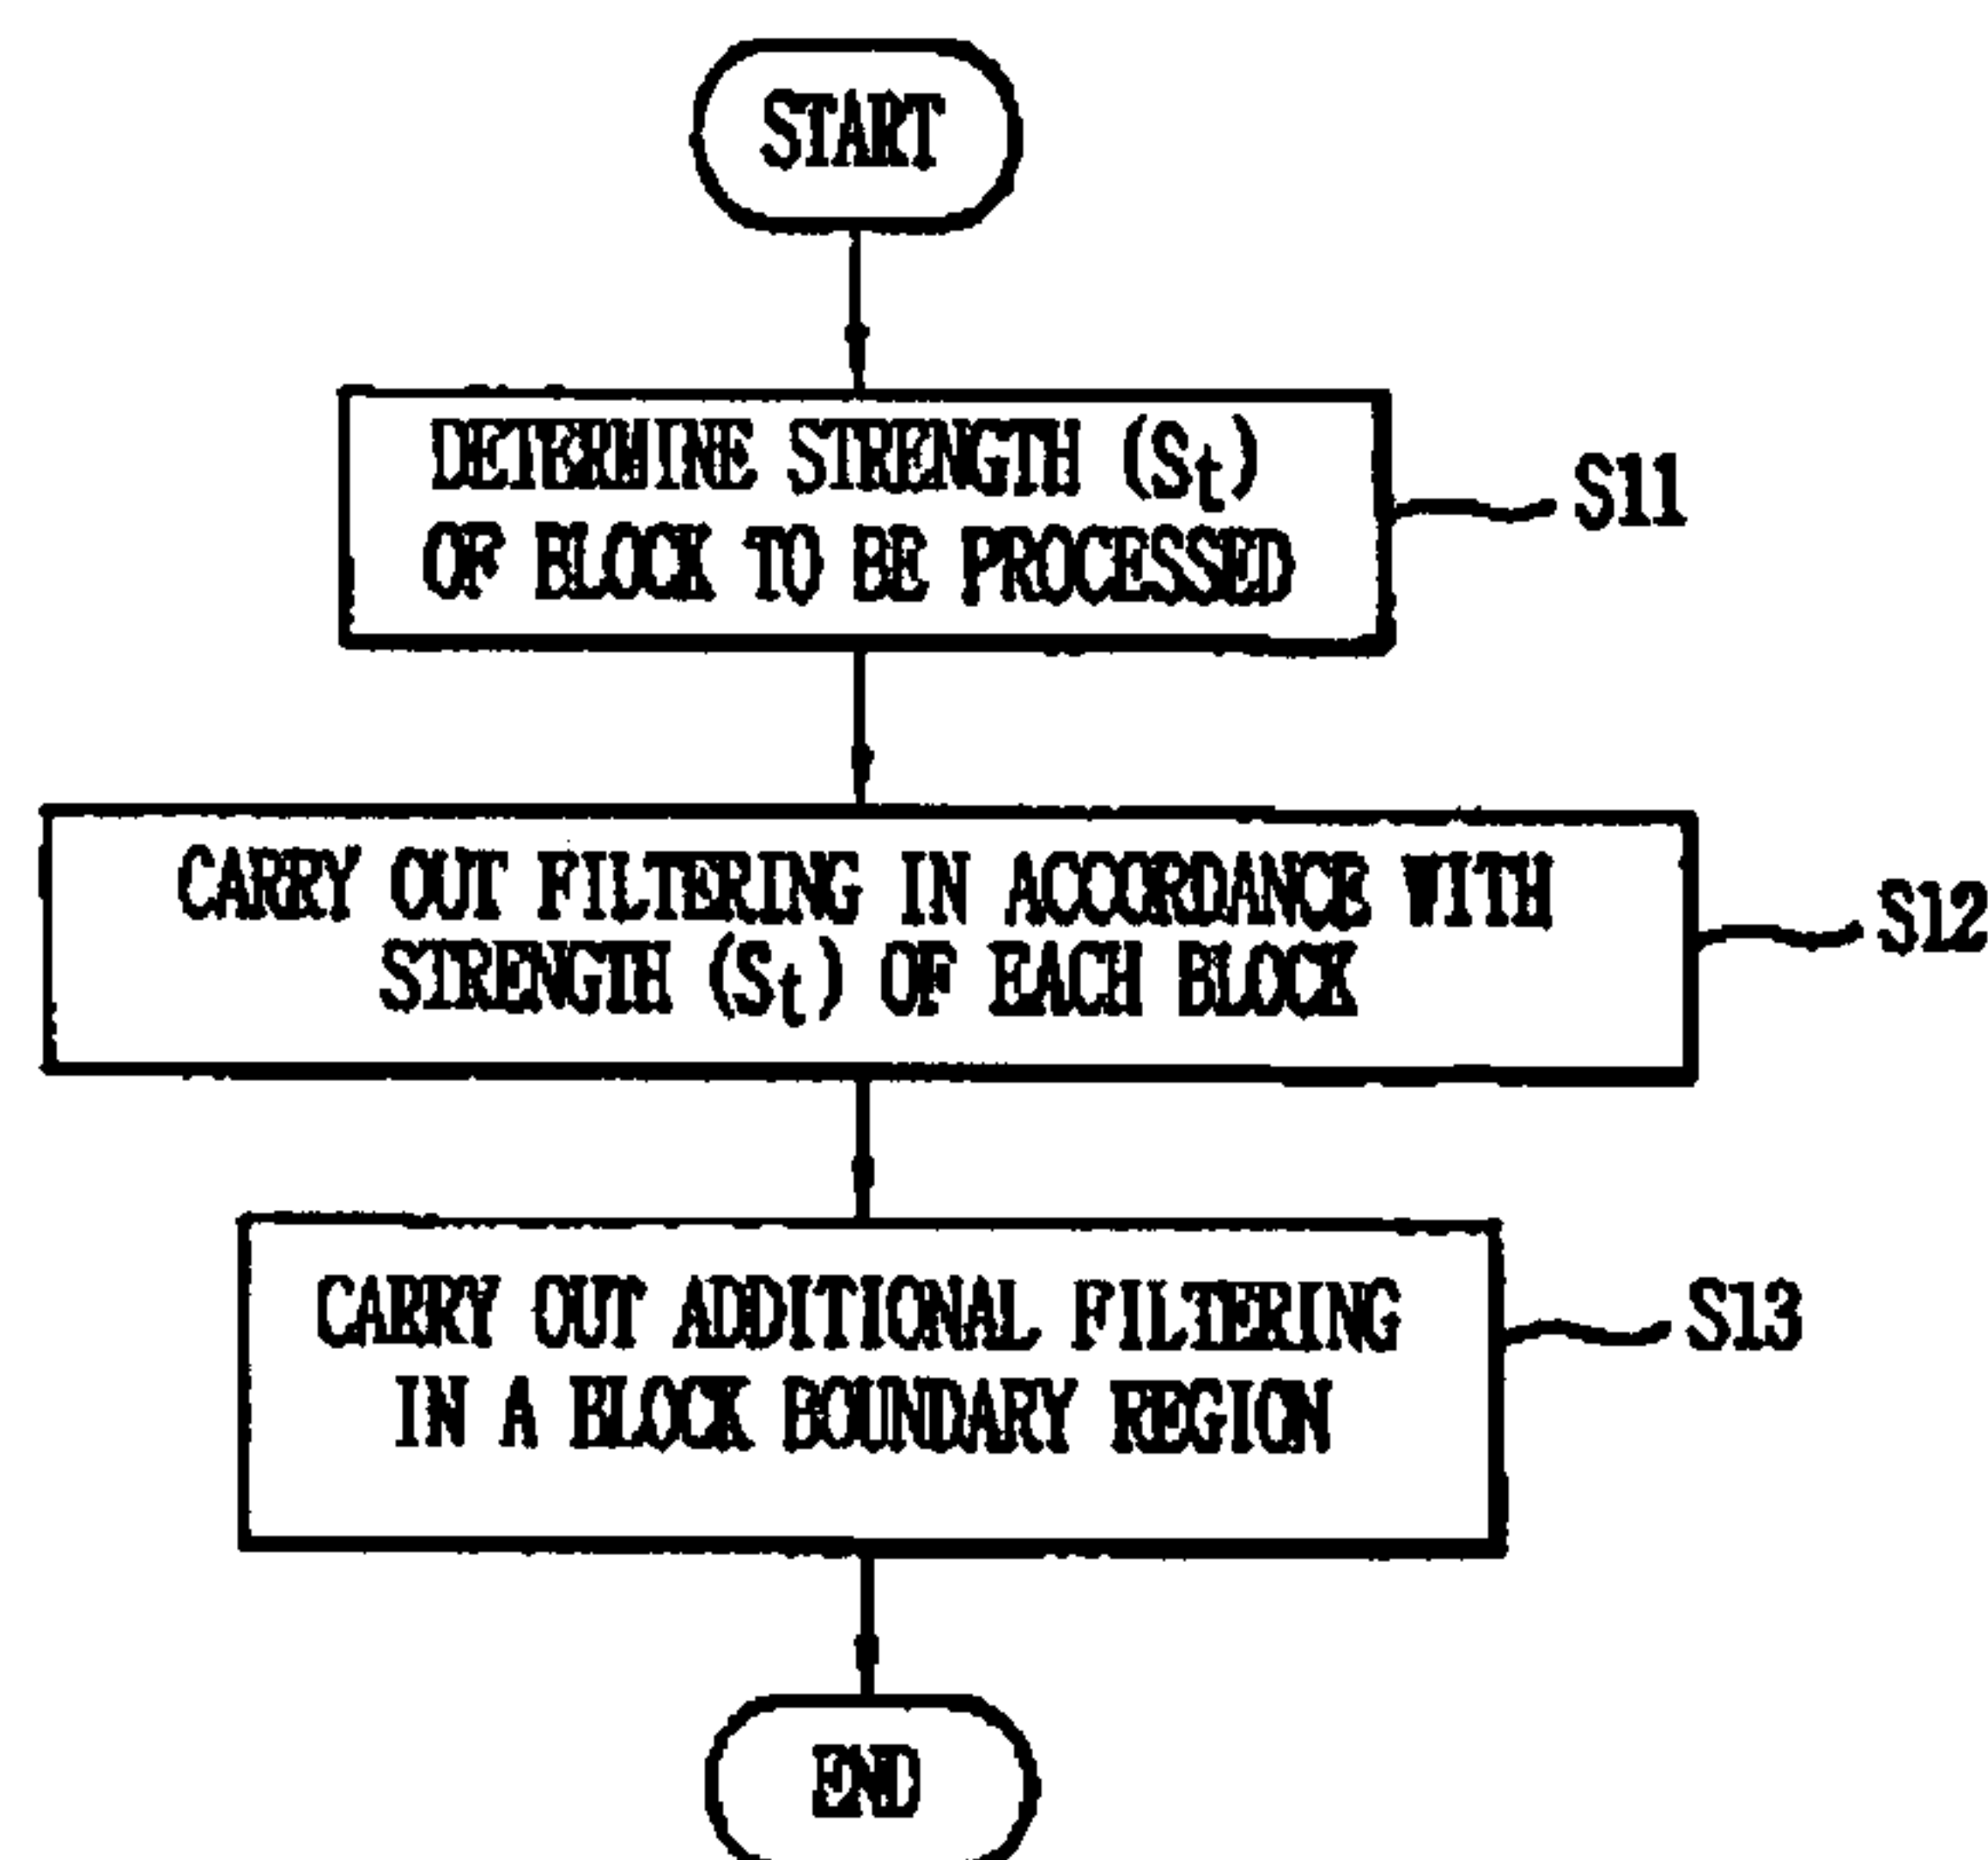 START
DETERMINE STRENGTH (St)
OF BLOCK TO BE PROCESSED
S11
CARRY OUT FILTERING IN ACCORDANCE WITH
STRENGTH (St) OF EACH BLOCK
S12
CARRY OUT ADDITIONAL FILTERING
IN A BLOCK BOUNDARY REGION
S13
END